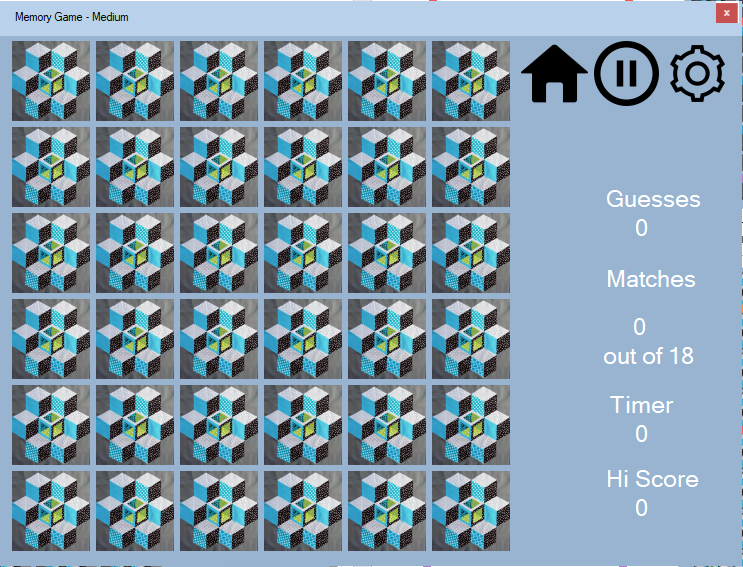 Memory Game - Medium
x
Guesses
0
Matches
0
out of 18
Timer
0
Hi Score
0